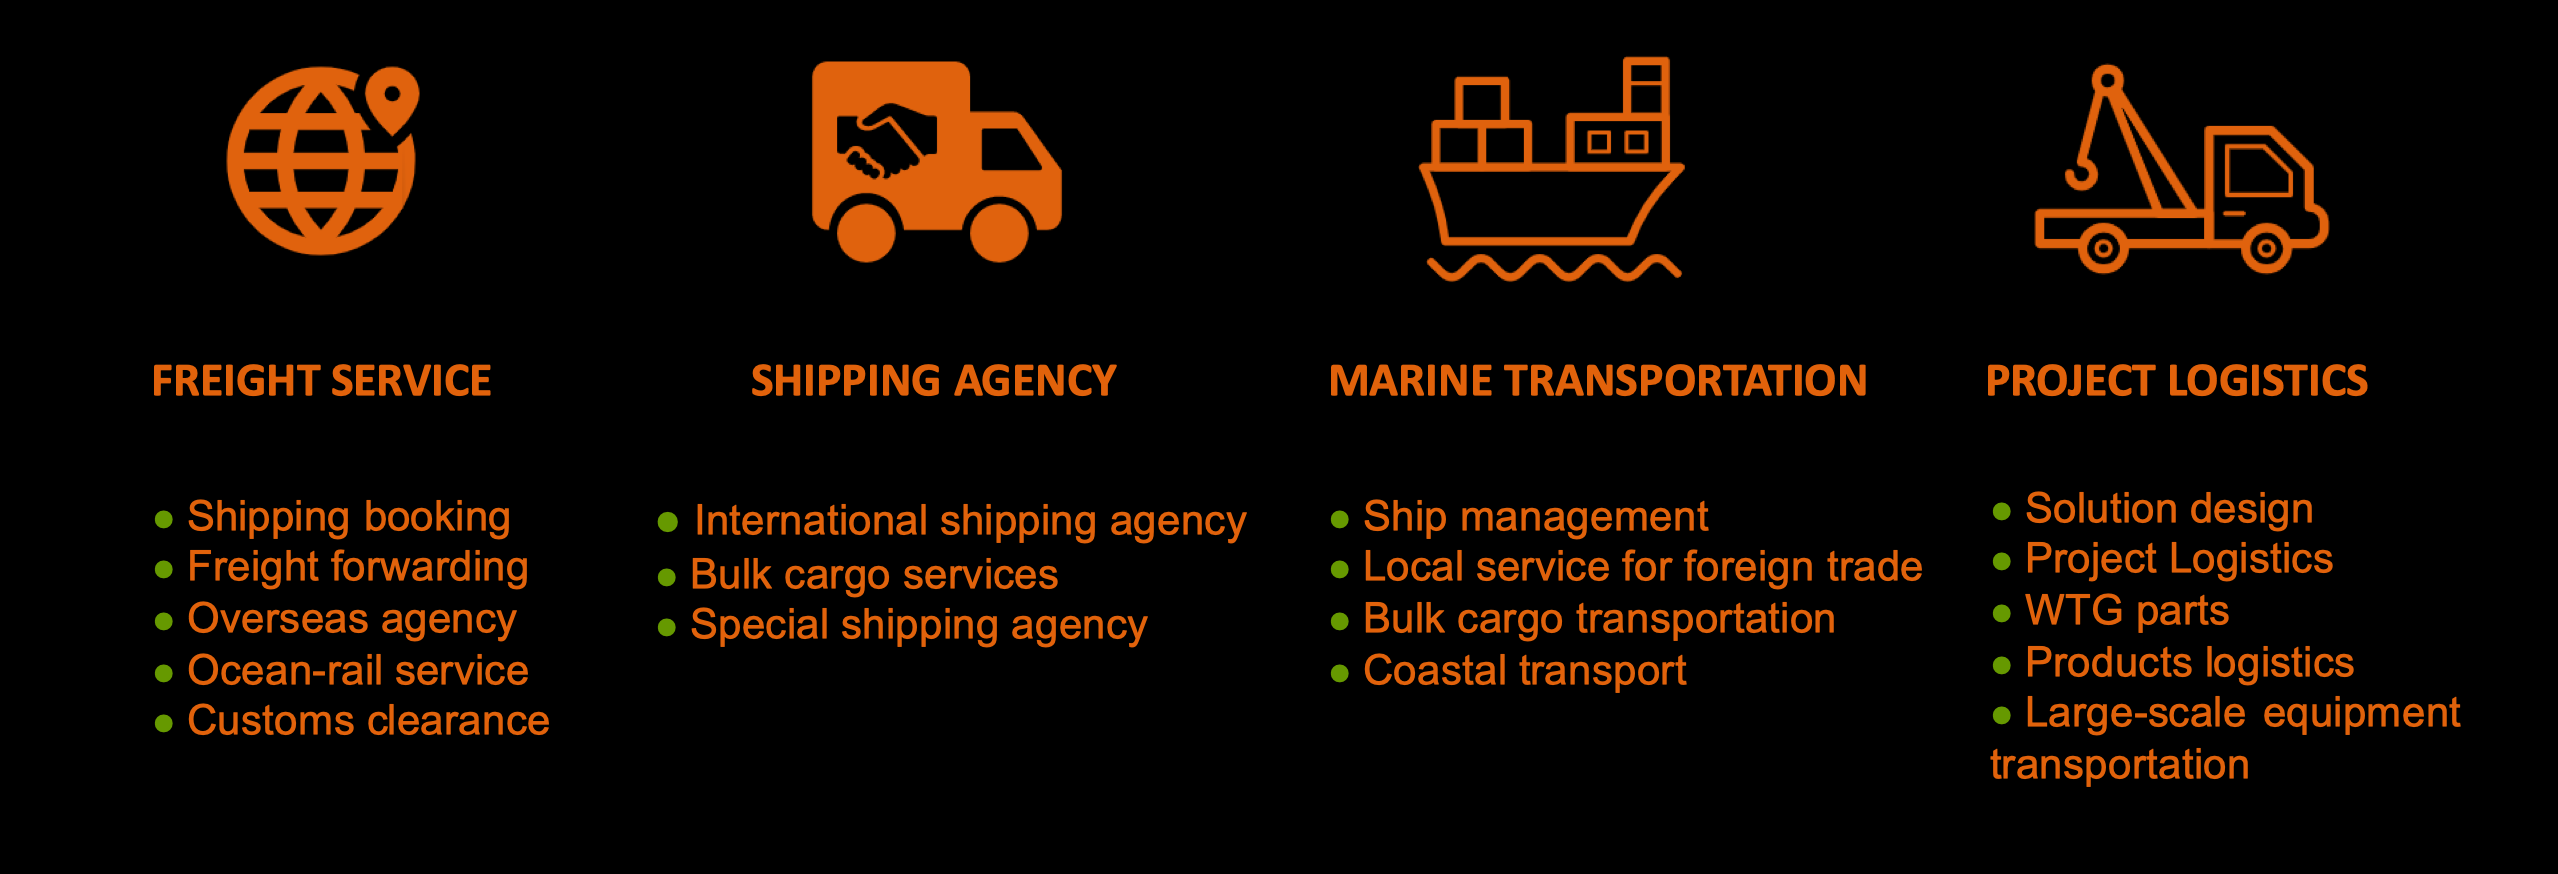 FREIGHT SERVICE
● Shipping booking
● Freight forwarding
● Overseas agency
● Ocean-rail service
● Customs clearance
SHIPPING AGENCY
● International shipping agency
● Bulk cargo services
● Special shipping agency
MARINE TRANSPORTATION
● Ship management
● Local service for foreign trade
● Bulk cargo transportation
● Coastal transport
PROJECT LOGISTICS
● Solution design
● Project Logistics
● WTG parts
● Products logistics
● Large-scale equipment
transportation